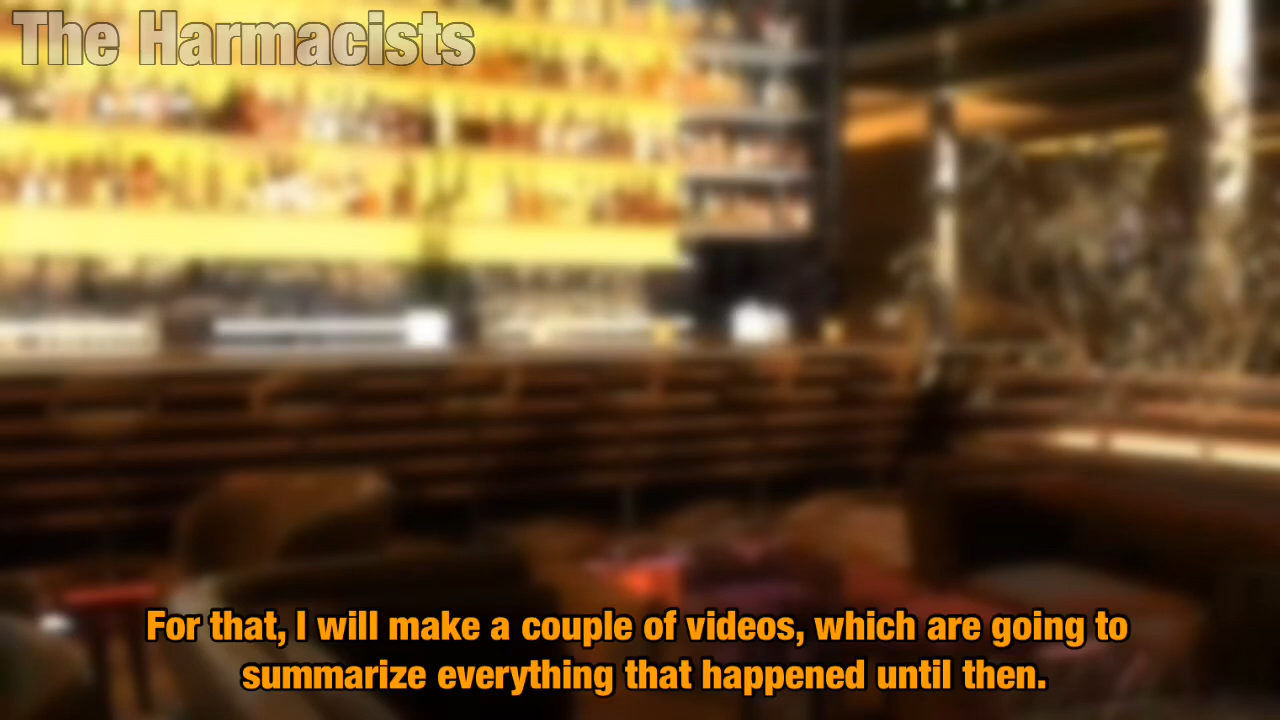 The Harmacists
For that, I will make a couple of videos, which are going to
summarize everything that happened until then.